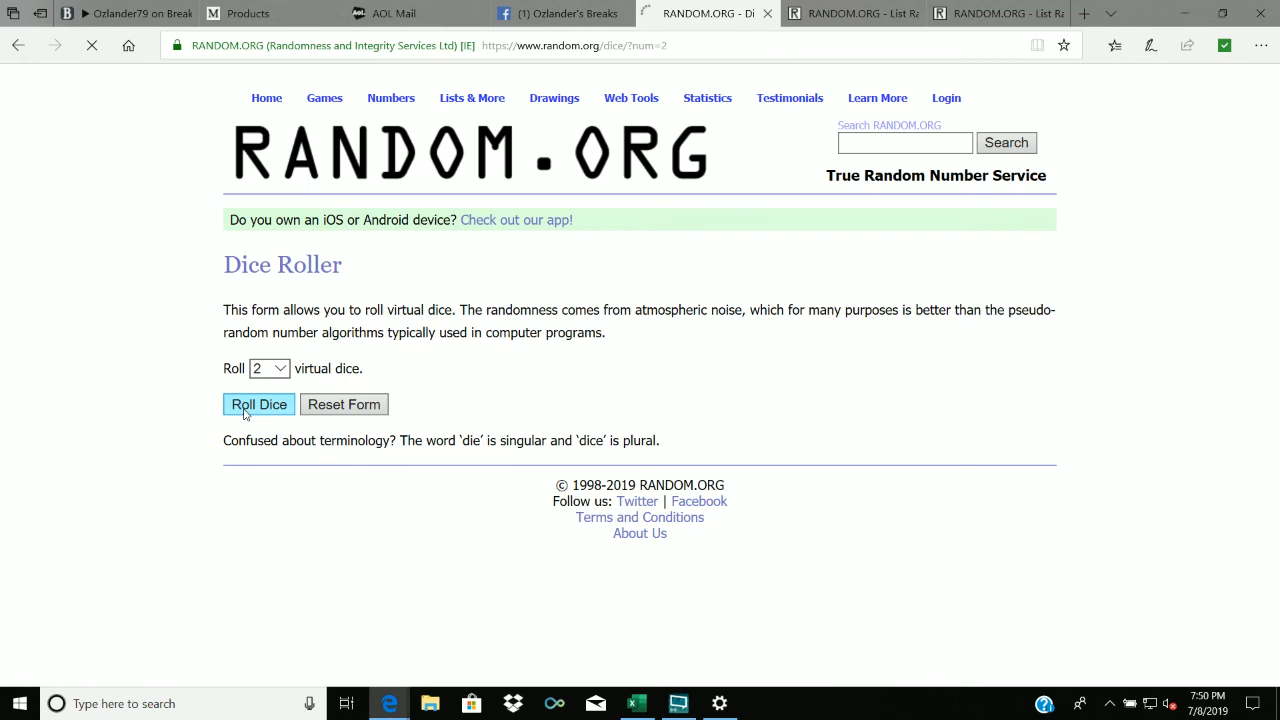 Ozlander79 on Breake
Products
AOL Mail
Ozlander's Breaks
RANDOM.ORG - Di
RANDOM.ORG - List Ra
RANDOM.ORG - List Ra
RANDOM.ORG (Randomness and Integrity Services Ltd) [IE] https://www.random.org/dice/?num=2
Home Games Numbers Lists & More Drawings Web Tools Statistics Testimonials Learn More Login
RANDOM.ORG
Search RANDOM.ORG
Search
True Random Number Service
Do you own an iOS or Android device? Check out our app!
Dice Roller
This form allows you to roll virtual dice. The randomness comes from atmospheric noise, which for many purposes is better than the pseudo-
random number algorithms typically used in computer programs.
Roll 2 virtual dice.
Roll Dice Reset Form
Confused about terminology? The word ‘die’ is singular and ‘dice’ is plural.
© 1998-2019 RANDOM.ORG
Follow us: Twitter | Facebook
Terms and Conditions
About Us
Type here to search
7:50 PM
7/8/2019